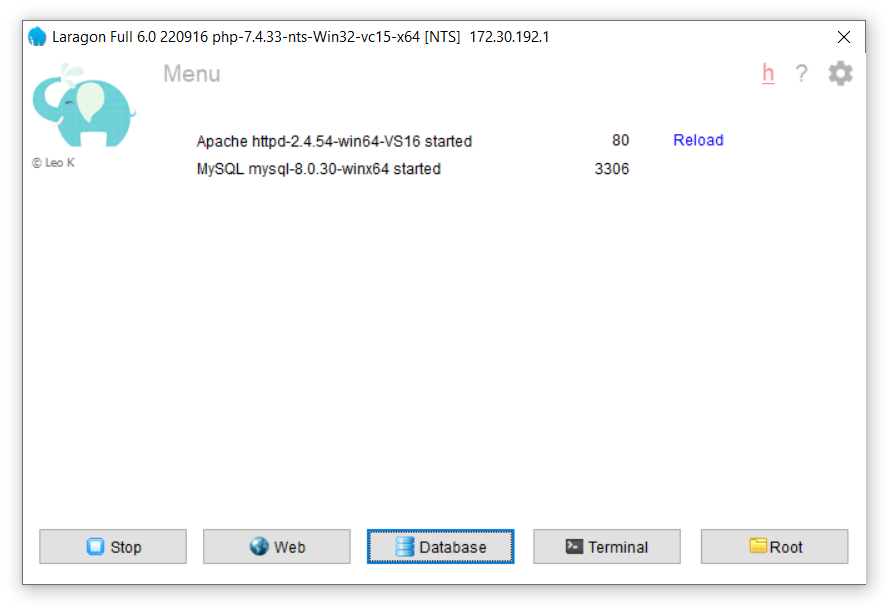 Laragon Full 6.0 220916 php-7.4.33-nts-Win32-vc15-x64 [NTS] 172.30.192.1
Menu
h ?
© Leo K
Apache httpd-2.4.54-win64-VS16 started 80 Reload
MySQL mysql-8.0.30-winx64 started 3306
Stop Web Database Terminal Root